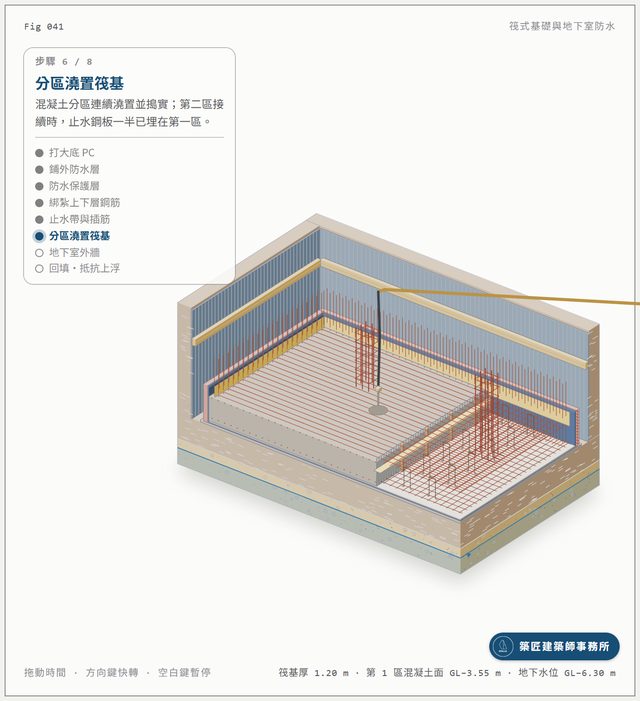 Fig 041
筏式基礎與地下室防水
步驟 6 / 8
分區澆置筏基
混凝土分區連續澆置並搗實；第二區接
續時，止水鋼板一半已埋在第一區。
打大底 PC
鋪外防水層
防水保護層
綁紮上下層鋼筋
止水帶與插筋
分區澆置筏基
地下室外牆
回填・抵抗上浮
築匠建築師事務所
拖動時間 · 方向鍵快轉 · 空白鍵暫停
筏基厚 1.20 m · 第 1 區混凝土面 GL-3.55 m · 地下水位 GL-6.30 m